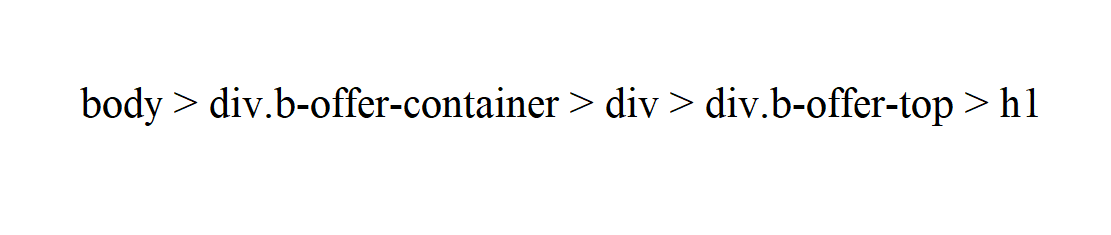 body > div.b-offer-container > div > div.b-offer-top > h1